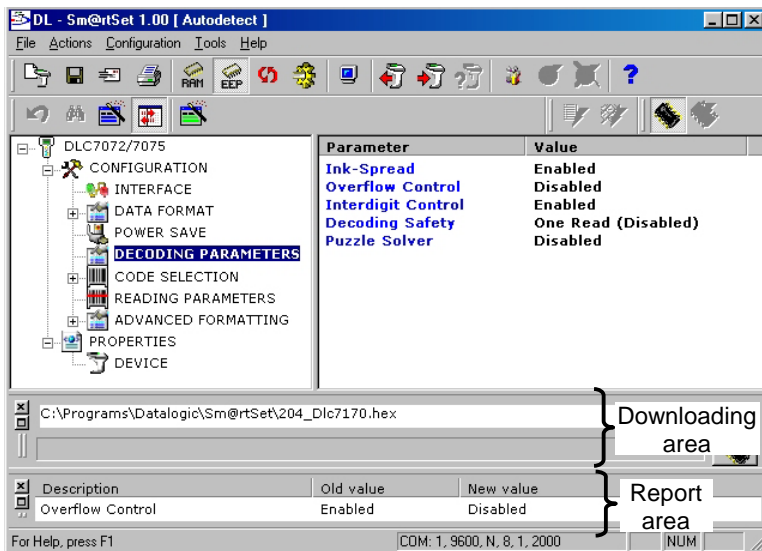 DL - Sm@rtSet 1.00 [ Autodetect ]
File Actions Configuration Tools Help
RAM EEP ?
DLC7072/7075
CONFIGURATION
INTERFACE
DATA FORMAT
POWER SAVE
DECODING PARAMETERS
CODE SELECTION
READING PARAMETERS
ADVANCED FORMATTING
PROPERTIES
DEVICE
Parameter Value
Ink-Spread Enabled
Overflow Control Disabled
Interdigit Control Enabled
Decoding Safety One Read (Disabled)
Puzzle Solver Disabled
C:\Programs\Datalogic\Sm@rtSet\204_Dlc7170.hex
Downloading
area
Description Old value New value
Overflow Control Enabled Disabled
Report
area
For Help, press F1 COM: 1, 9600, N, 8, 1, 2000 NUM